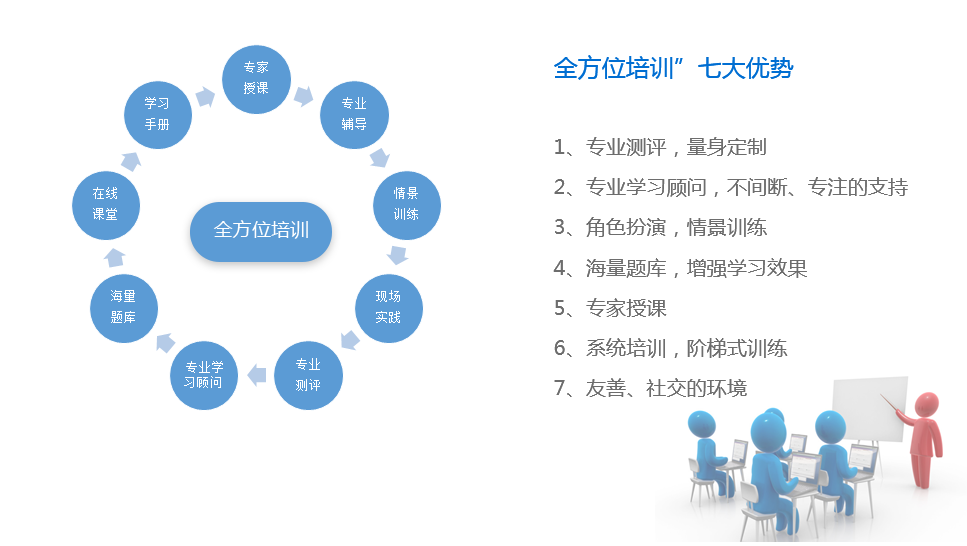 专家
授课
专业
辅导
情景
训练
现场
实践
专业
测评
专业学
习顾问
海量
题库
在线
课堂
学习
手册
全方位培训
全方位培训”七大优势
1、专业测评，量身定制
2、专业学习顾问，不间断、专注的支持
3、角色扮演，情景训练
4、海量题库，增强学习效果
5、专家授课
6、系统培训，阶梯式训练
7、友善、社交的环境